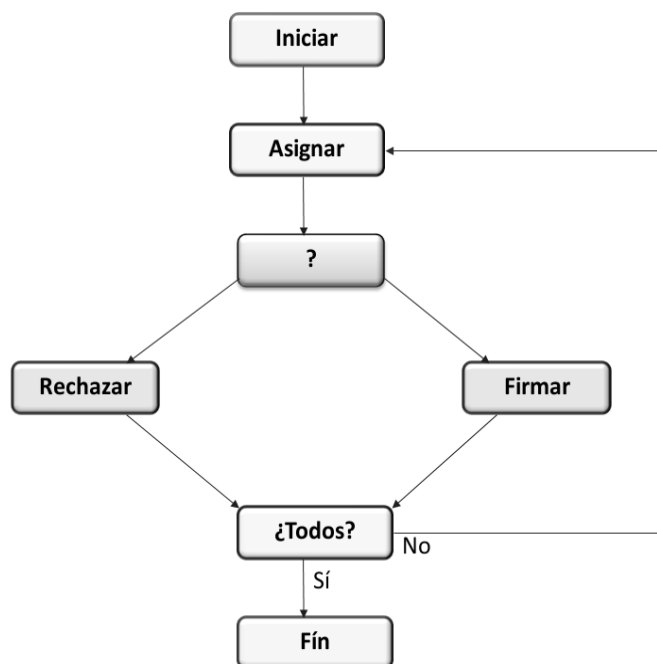 Iniciar
Asignar
?
Rechazar
Firmar
¿Todos?
No
Sí
Fín